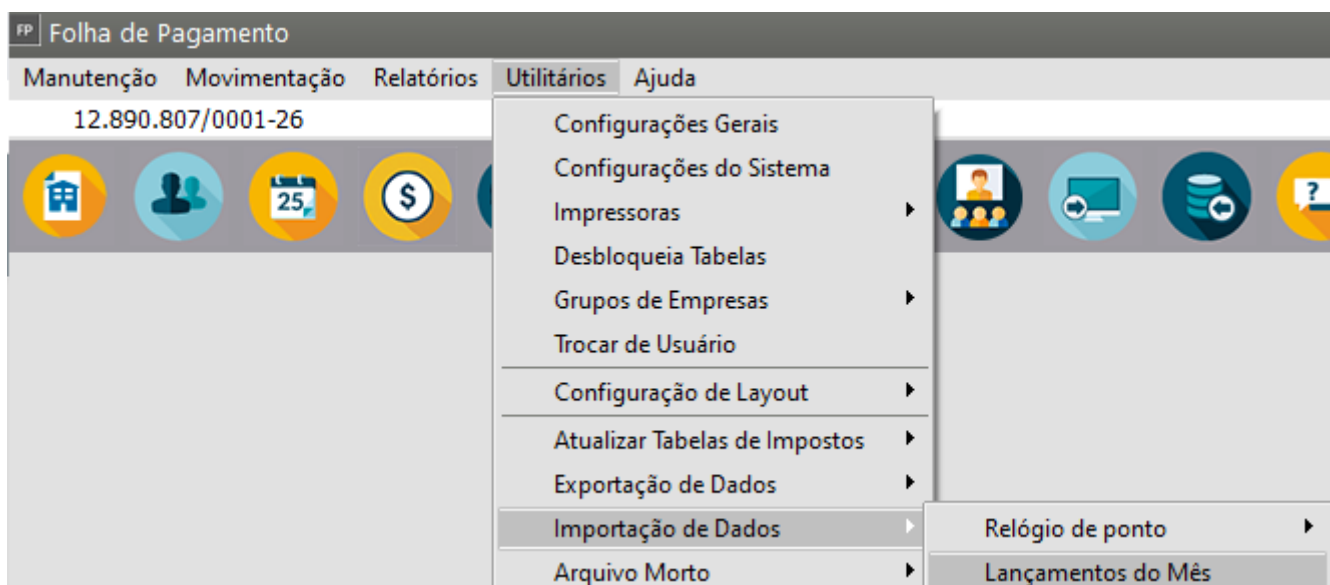 FP Folha de Pagamento
Manutenção Movimentação Relatórios Utilitários Ajuda
12.890.807/0001-26
25
$
?
Configurações Gerais
Configurações do Sistema
Impressoras
Desbloqueia Tabelas
Grupos de Empresas
Trocar de Usuário
Configuração de Layout
Atualizar Tabelas de Impostos
Exportação de Dados
Importação de Dados
Relógio de ponto
Arquivo Morto
Lançamentos do Mês